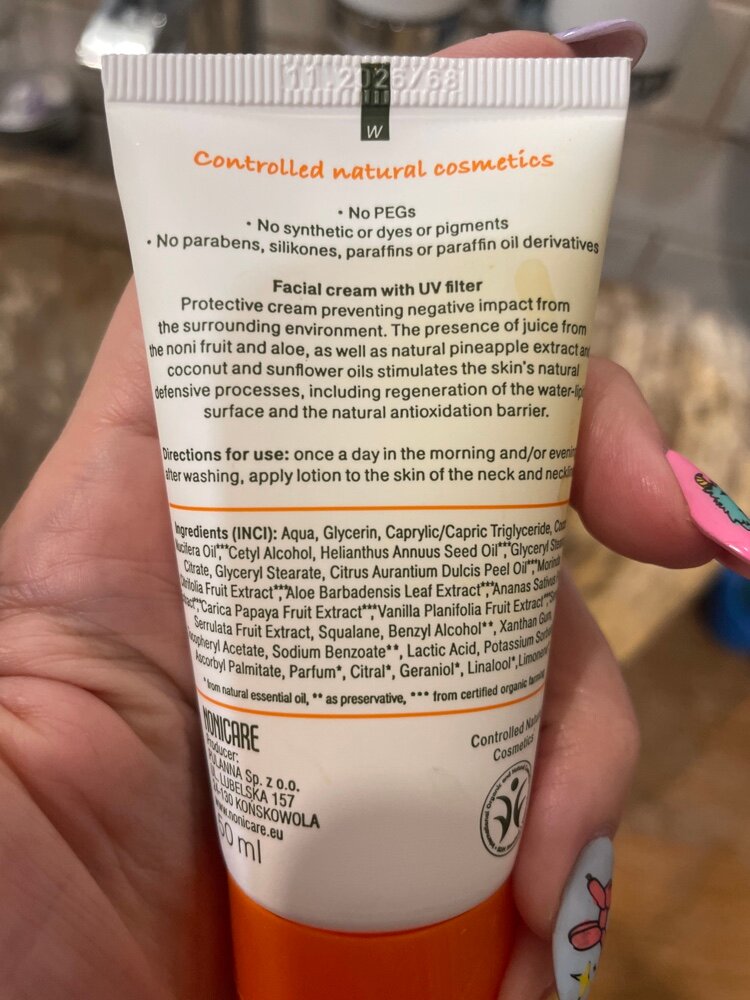 11.2026/68
W
Controlled natural cosmetics
• No PEGs
• No synthetic or dyes or pigments
• No parabens, silikones, paraffins or paraffin oil derivatives
Facial cream with UV filter
Protective cream preventing negative impact from
the surrounding environment. The presence of juice from
the noni fruit and aloe, as well as natural pineapple extract
coconut and sunflower oils stimulates the skin's natural
defensive processes, including regeneration of the
surface and the natural antioxidation barrier.
Directions for use: once a day in the morning and/or
after washing, apply lotion to the skin of the neck and
Ingredients (INCI): Aqua, Glycerin, Caprylic/Capric Triglyceride,
Oil***, Cetyl Alcohol, Helianthus Annuus Seed Oil***, Glyceryl
Citrate, Glyceryl Stearate, Citrus Aurantium Dulcis Peel Oil***,
Fruit Extract***, Aloe Barbadensis Leaf Extract***, Ananas
Carica Papaya Fruit Extract***, Vanilla Planifolia Fruit Extract
Serrulata Fruit Extract, Squalane, Benzyl Alcohol**, Xanthan Gum,
Acetate, Sodium Benzoate**, Lactic Acid, Potassium
Ascorbyl Palmitate, Parfum*, Citral*, Geraniol*, Linalool*,
* from natural essential oil, ** as preservative, *** from certified organic farming
NONICARE
Producer:
Sp. z o.o.
LUBELSKA 157
KOŃSKOWOLA
www.nonicare.eu
50 ml
Controlled
Cosmetics